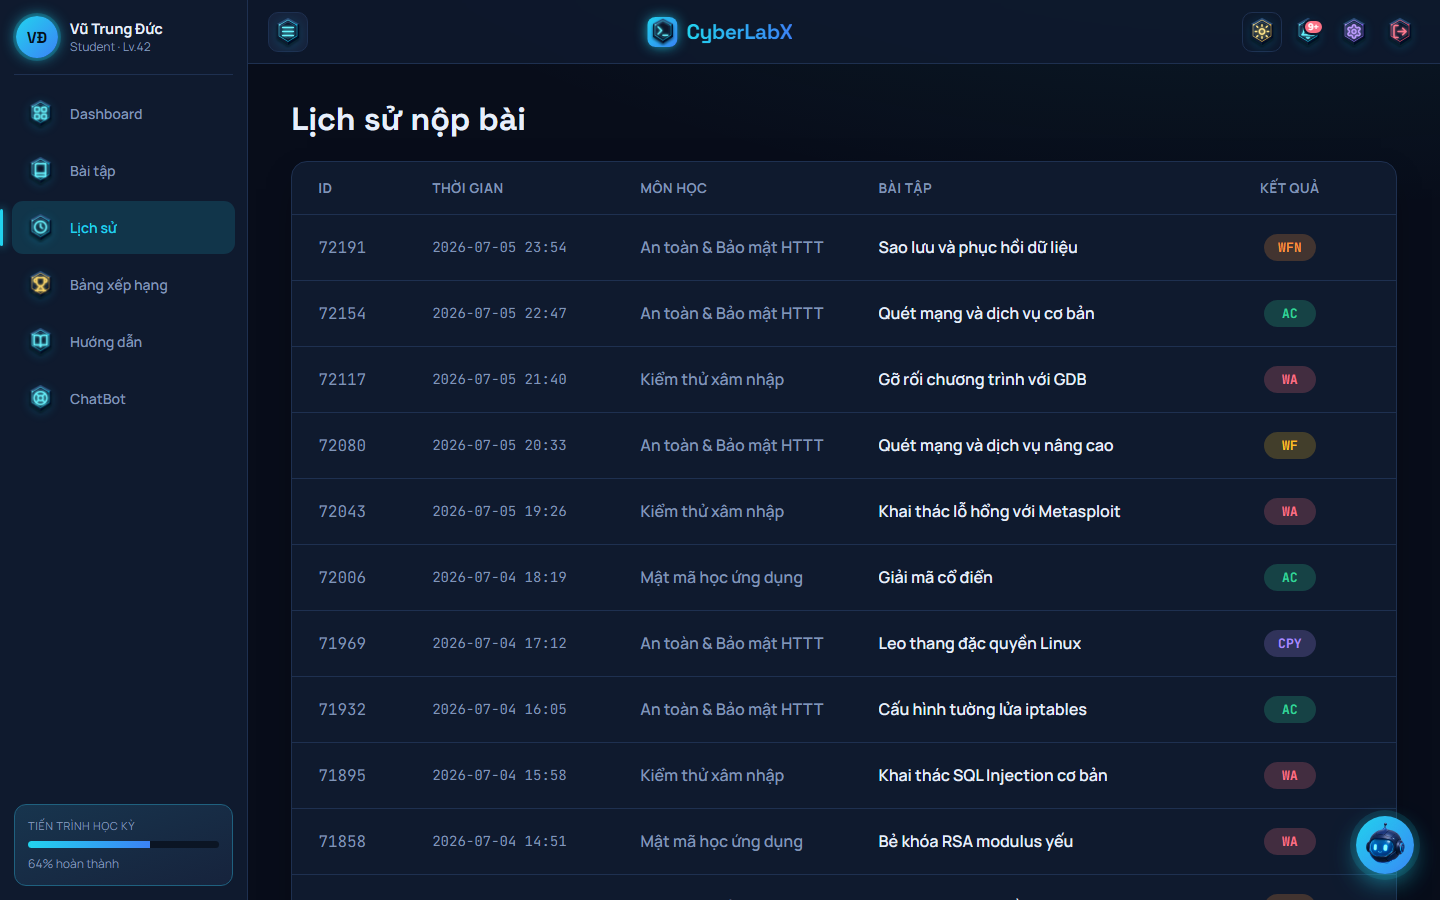 VĐ
Vũ Trung Đức
Student · Lv.42
Dashboard
Bài tập
Lịch sử
Bảng xếp hạng
Hướng dẫn
ChatBot
TIẾN TRÌNH HỌC KỲ
64% hoàn thành
CyberLabX
9+
Lịch sử nộp bài
ID THỜI GIAN MÔN HỌC BÀI TẬP KẾT QUẢ
72191 2026-07-05 23:54 An toàn & Bảo mật HTTT Sao lưu và phục hồi dữ liệu WFN
72154 2026-07-05 22:47 An toàn & Bảo mật HTTT Quét mạng và dịch vụ cơ bản AC
72117 2026-07-05 21:40 Kiểm thử xâm nhập Gỡ rối chương trình với GDB WA
72080 2026-07-05 20:33 An toàn & Bảo mật HTTT Quét mạng và dịch vụ nâng cao WF
72043 2026-07-05 19:26 Kiểm thử xâm nhập Khai thác lỗ hổng với Metasploit WA
72006 2026-07-04 18:19 Mật mã học ứng dụng Giải mã cổ điển AC
71969 2026-07-04 17:12 An toàn & Bảo mật HTTT Leo thang đặc quyền Linux CPY
71932 2026-07-04 16:05 An toàn & Bảo mật HTTT Cấu hình tường lửa iptables AC
71895 2026-07-04 15:58 Kiểm thử xâm nhập Khai thác SQL Injection cơ bản WA
71858 2026-07-04 14:51 Mật mã học ứng dụng Bẻ khóa RSA modulus yếu WA